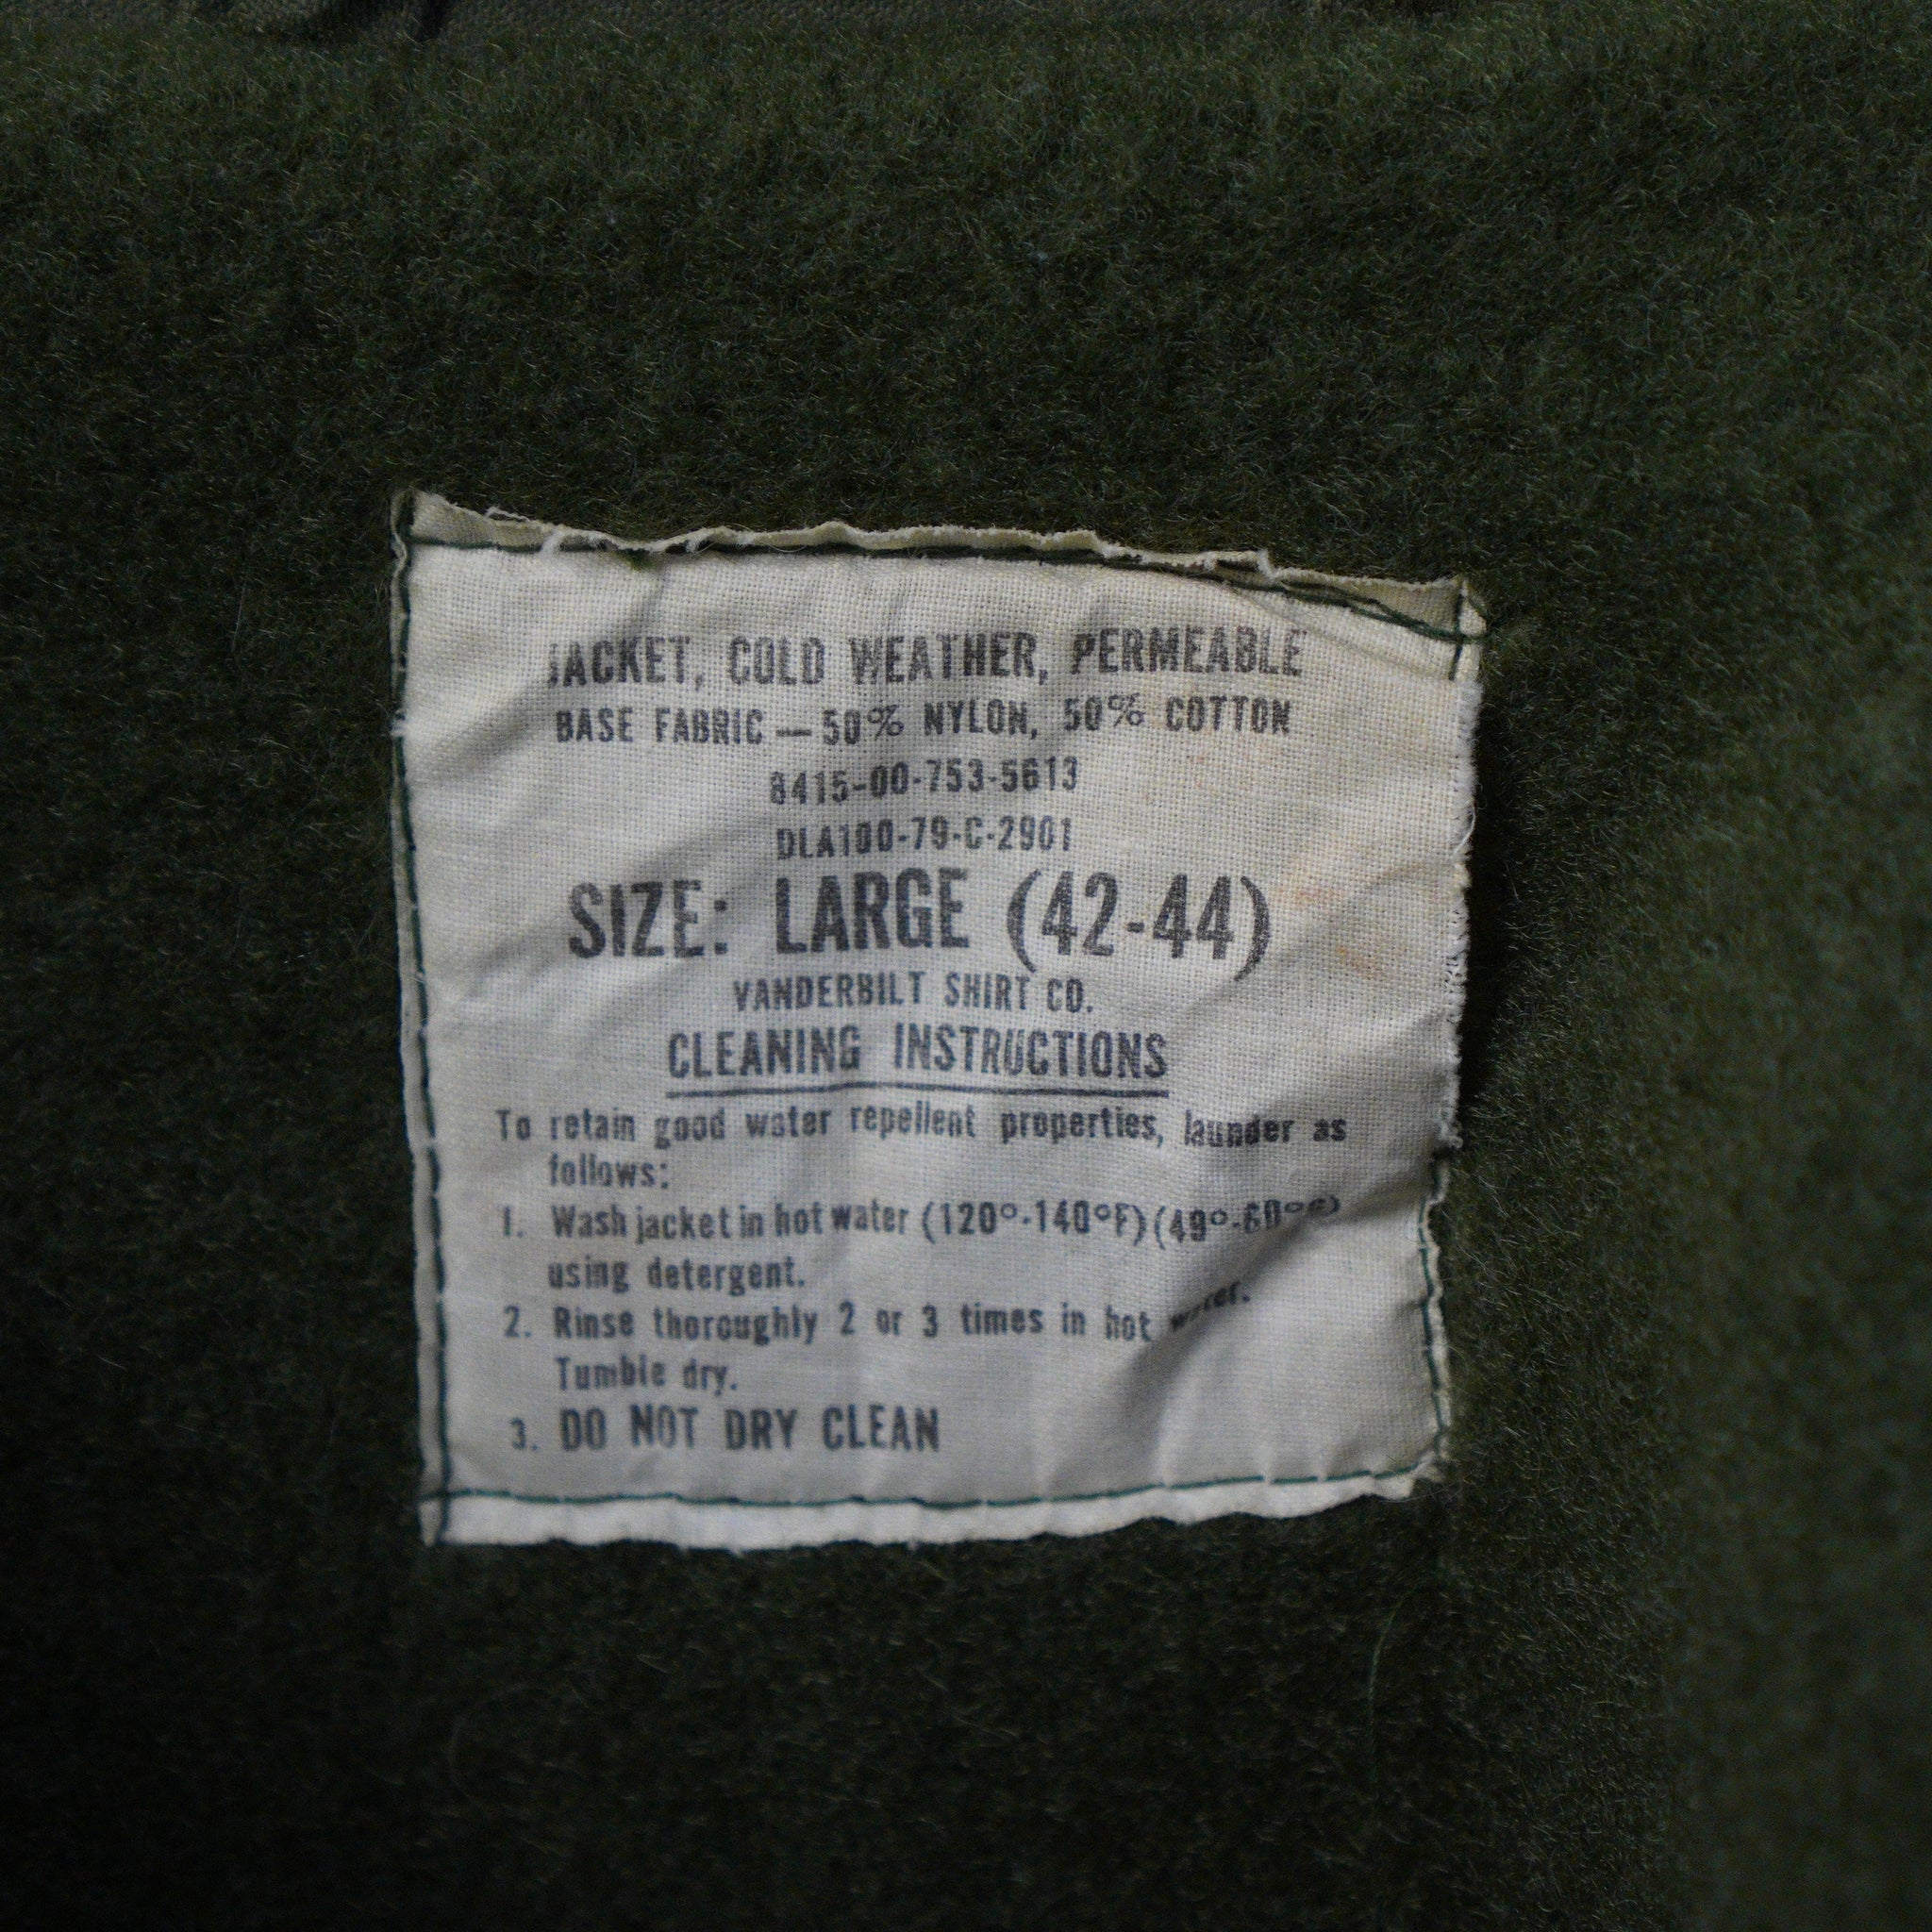 JACKET, COLD WEATHER, PERMEABLE
BASE FABRIC — 50% NYLON, 50% COTTON
8415-00-753-5613
DLA100-79-C-2901
SIZE: LARGE (42-44)
VANDERBILT SHIRT CO.
CLEANING INSTRUCTIONS
To retain good water repellent properties, launder as
follows:
1. Wash jacket in hot water (120°-140°F) (49°-60°C)
using detergent.
2. Rinse thoroughly 2 or 3 times in hot water.
Tumble dry.
3. DO NOT DRY CLEAN